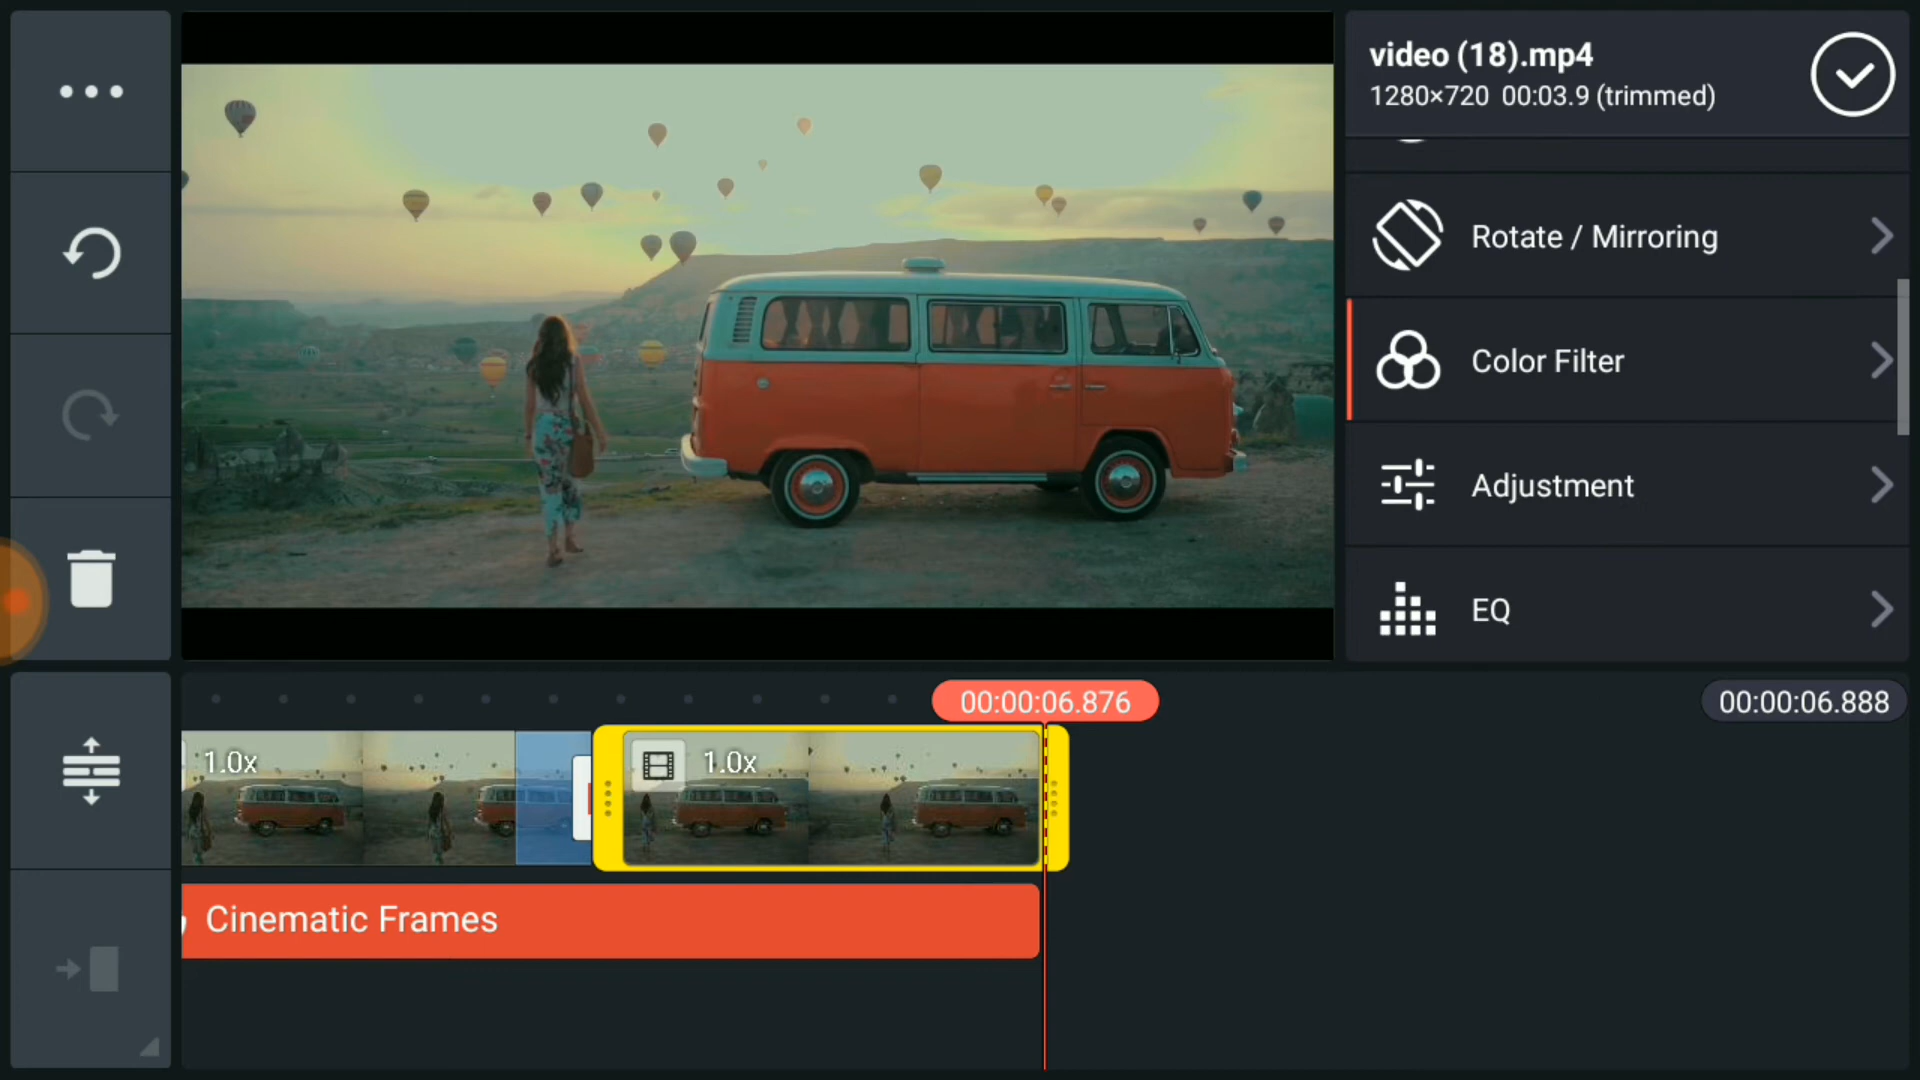 video (18).mp4
1280×720 00:03.9 (trimmed)
Rotate / Mirroring
Color Filter
Adjustment
EQ
00:00:06.876
00:00:06.888
1.0x
1.0x
Cinematic Frames